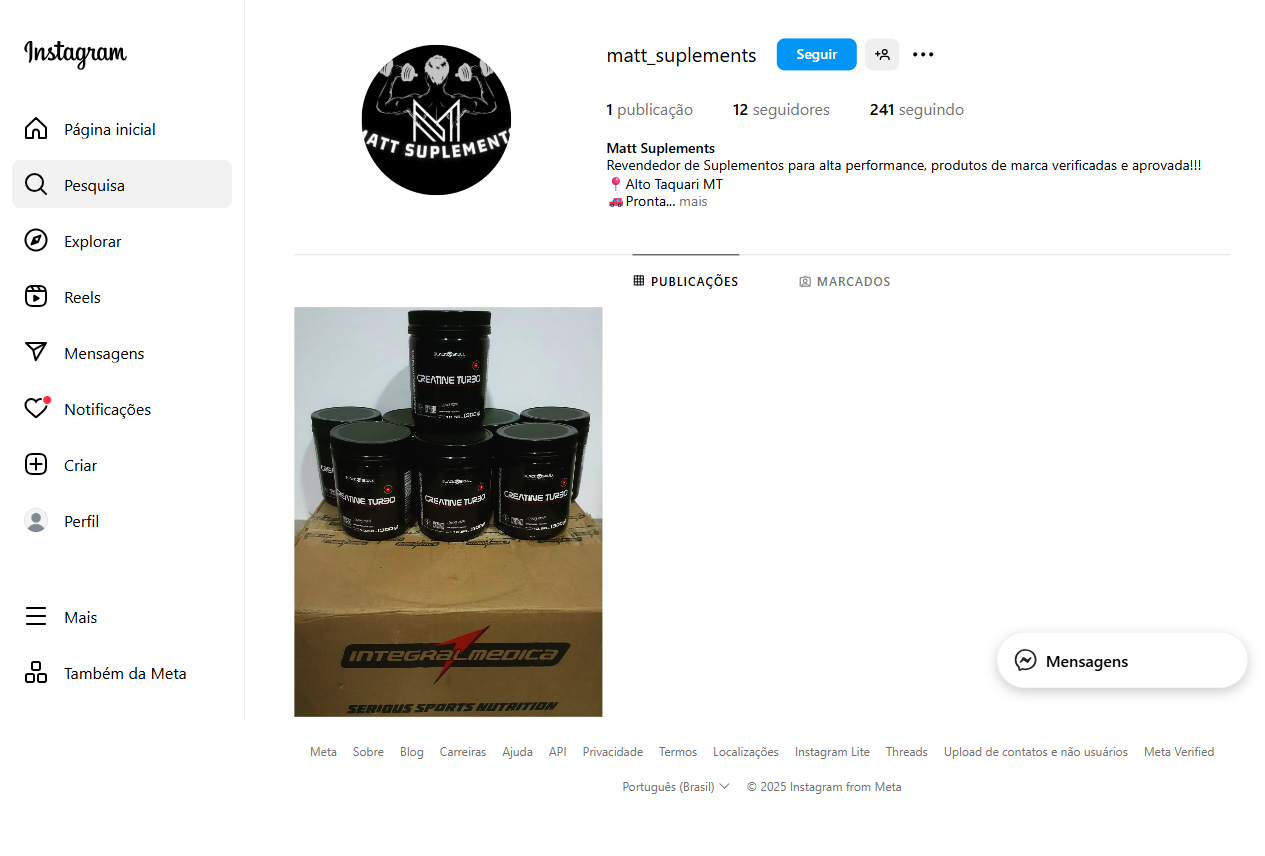 Instagram
Página inicial
Pesquisa
Explorar
Reels
Mensagens
Notificações
Criar
Perfil
Mais
Também da Meta
MATT SUPLEMENTS
matt_suplements
Seguir
1 publicação 12 seguidores 241 seguindo
Matt Suplements
Revendedor de Suplementos para alta performance, produtos de marca verificadas e aprovada!!!
📍Alto Taquari MT
🚗Pronta... mais
PUBLICAÇÕES MARCADOS
CREATINE TURBO
CREATINE TURBO
CREATINE TURBO
CREATINE TURBO
INTEGRALMEDICA
SERIOUS SPORTS NUTRITION
Mensagens
Meta Sobre Blog Carreiras Ajuda API Privacidade Termos Localizações Instagram Lite Threads Upload de contatos e não usuários Meta Verified
Português (Brasil) © 2025 Instagram from Meta